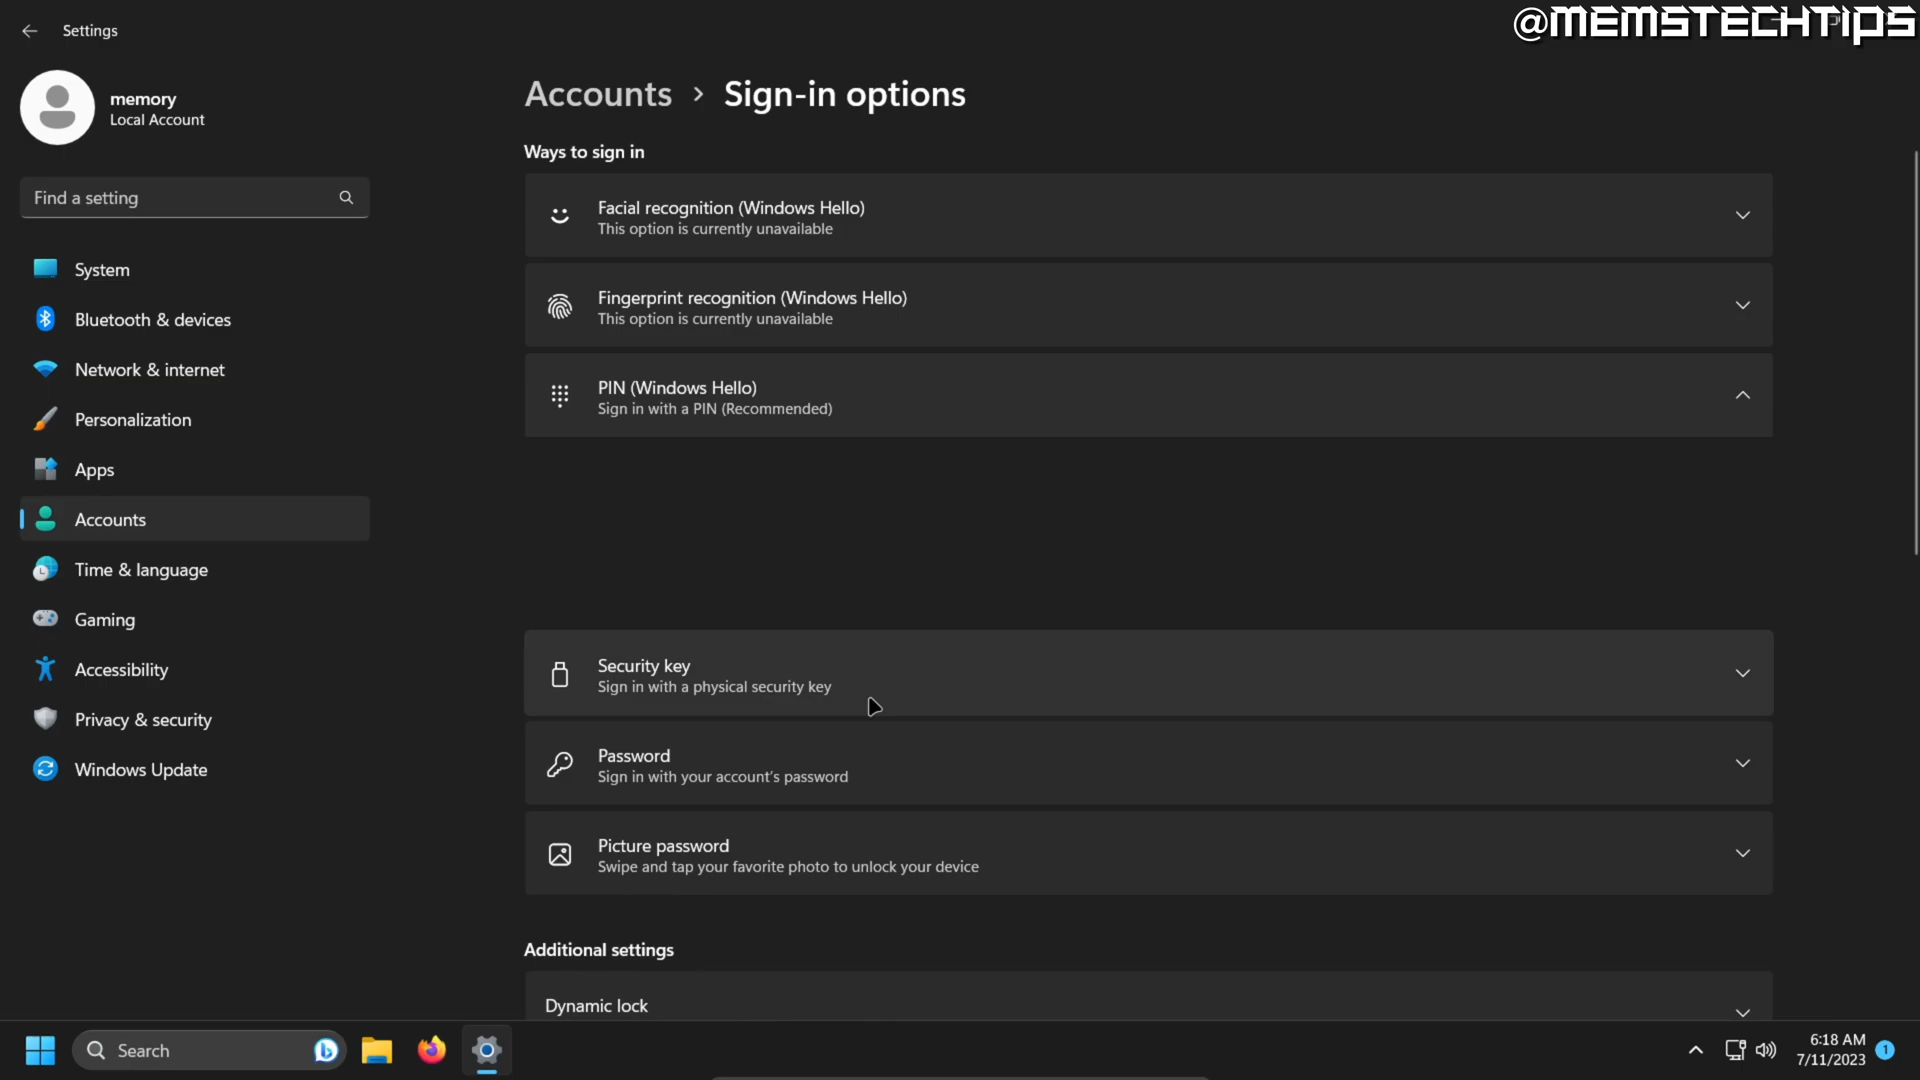 Settings
@MEMSTECHTIPS
memory
Local Account
Find a setting
System
Bluetooth & devices
Network & internet
Personalization
Apps
Accounts
Time & language
Gaming
Accessibility
Privacy & security
Windows Update
Accounts > Sign-in options
Ways to sign in
Facial recognition (Windows Hello)
This option is currently unavailable
Fingerprint recognition (Windows Hello)
This option is currently unavailable
PIN (Windows Hello)
Sign in with a PIN (Recommended)
Security key
Sign in with a physical security key
Password
Sign in with your account's password
Picture password
Swipe and tap your favorite photo to unlock your device
Additional settings
Dynamic lock
Search
6:18 AM
7/11/2023
1